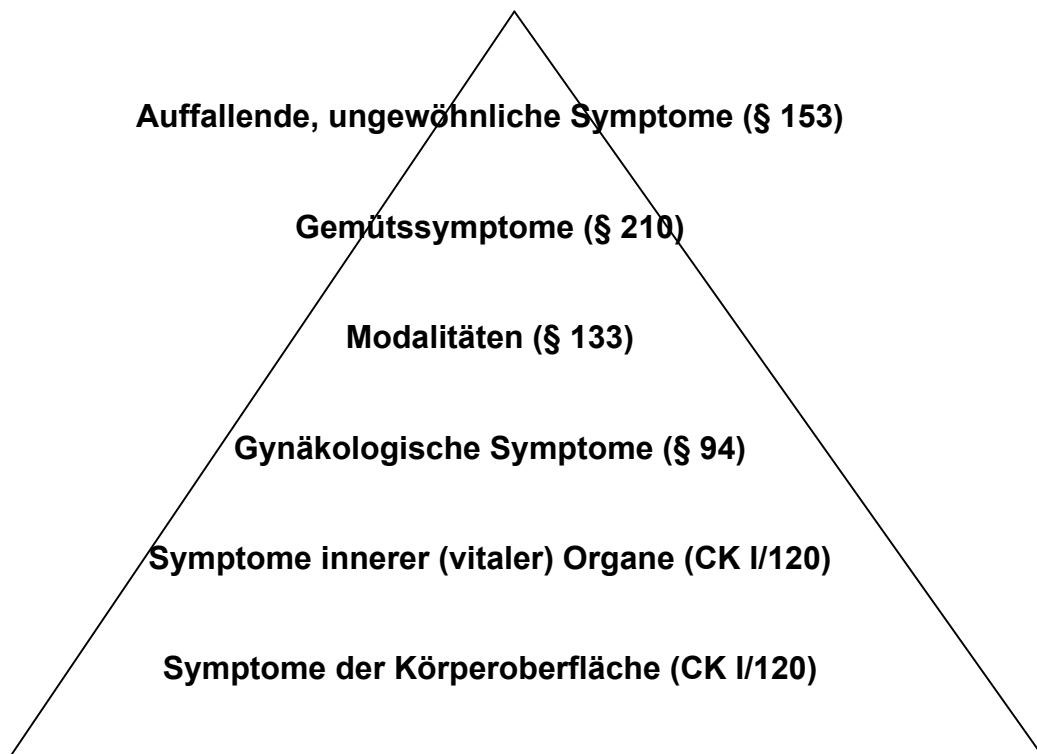 Auffallende, ungewöhnliche Symptome (§ 153)
Gemütssymptome (§ 210)
Modalitäten (§ 133)
Gynäkologische Symptome (§ 94)
Symptome innerer (vitaler) Organe (CK I/120)
Symptome der Körperoberfläche (CK I/120)